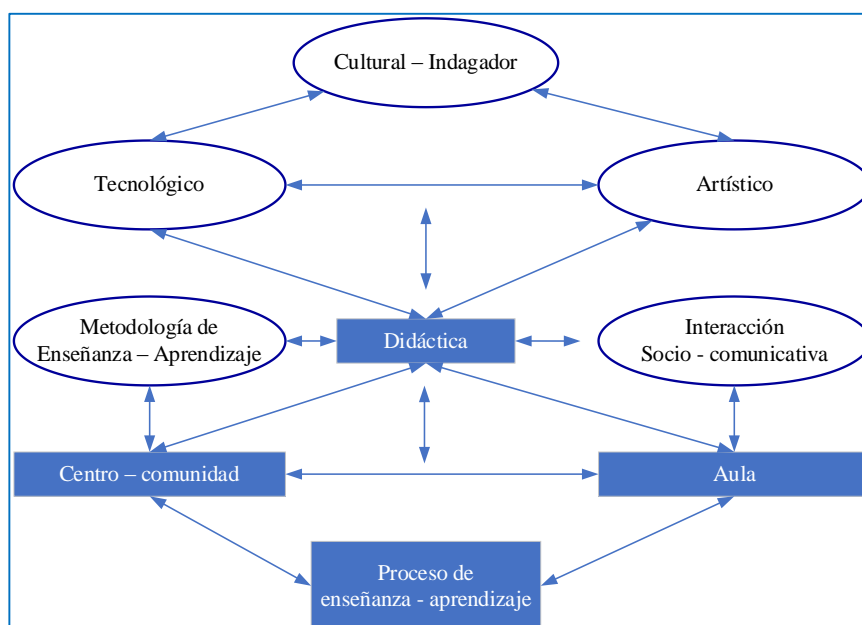 Cultural – Indagador
Tecnológico
Artístico
Metodología de
Enseñanza – Aprendizaje
Didáctica
Interacción
Socio - comunicativa
Centro – comunidad
Aula
Proceso de
enseñanza - aprendizaje